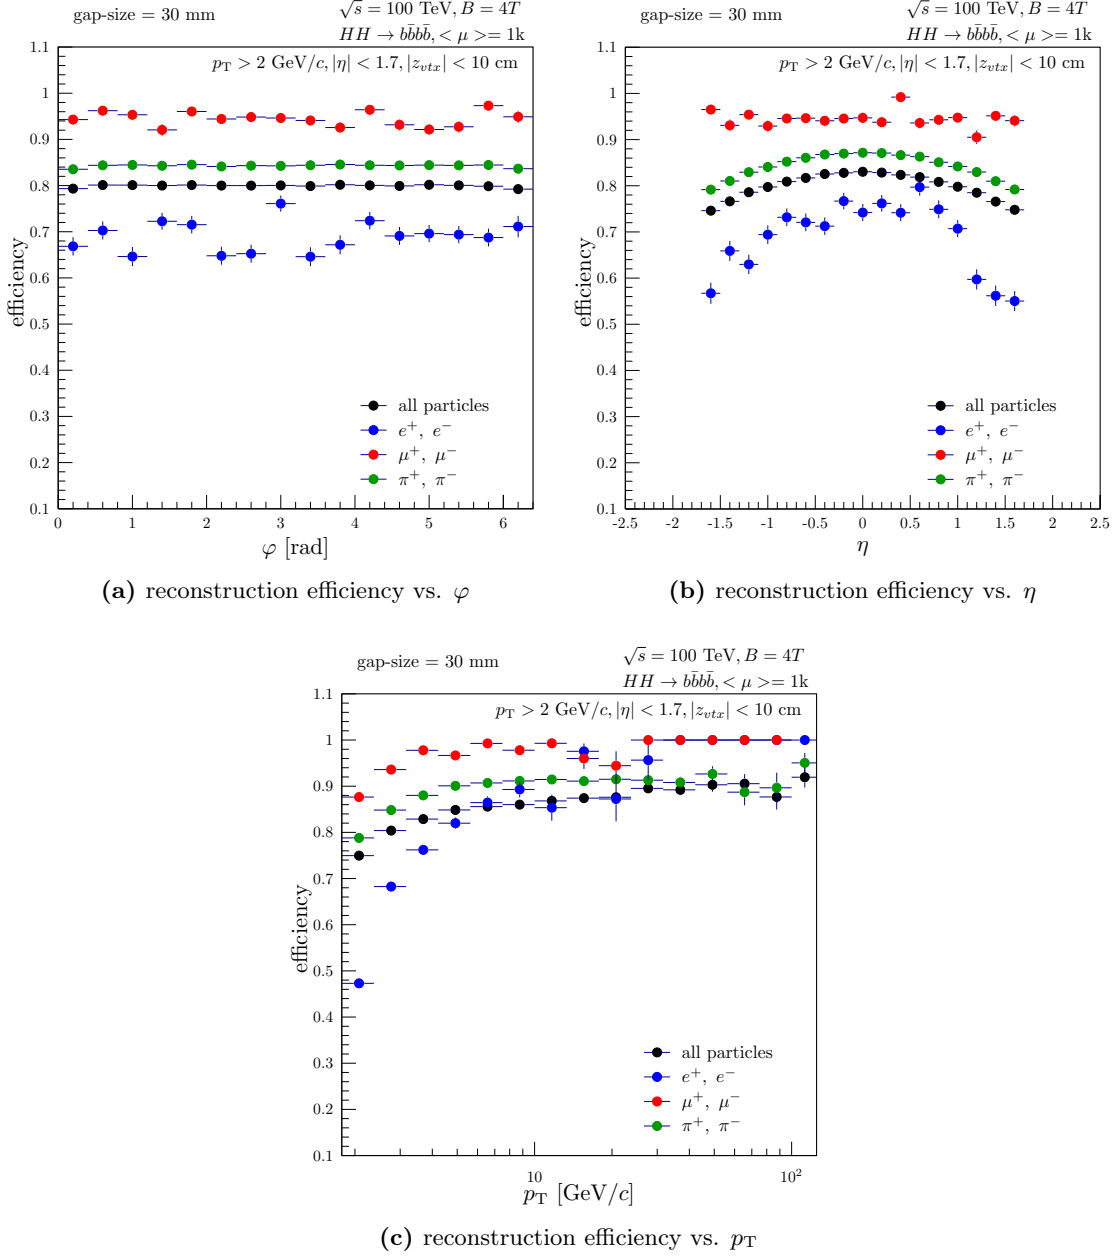 gap-size = 30 mm
√s = 100 TeV, B = 4T
HH → bb̄bb̄, < μ >= 1k
p_T > 2 GeV/c, |η| < 1.7, |z_vtx| < 10 cm
1.1
1
0.9
0.8
0.7
0.6
0.5
0.4
0.3
0.2
0.1
efficiency
all particles
e⁺, e⁻
μ⁺, μ⁻
π⁺, π⁻
0 1 2 3 4 5 6
φ [rad]
(a) reconstruction efficiency vs. φ
gap-size = 30 mm
√s = 100 TeV, B = 4T
HH → bb̄bb̄, < μ >= 1k
p_T > 2 GeV/c, |η| < 1.7, |z_vtx| < 10 cm
1.1
1
0.9
0.8
0.7
0.6
0.5
0.4
0.3
0.2
0.1
efficiency
all particles
e⁺, e⁻
μ⁺, μ⁻
π⁺, π⁻
-2.5 -2 -1.5 -1 -0.5 0 0.5 1 1.5 2 2.5
η
(b) reconstruction efficiency vs. η
gap-size = 30 mm
√s = 100 TeV, B = 4T
HH → bb̄bb̄, < μ >= 1k
p_T > 2 GeV/c, |η| < 1.7, |z_vtx| < 10 cm
1.1
1
0.9
0.8
0.7
0.6
0.5
0.4
0.3
0.2
0.1
efficiency
all particles
e⁺, e⁻
μ⁺, μ⁻
π⁺, π⁻
10 10²
p_T [GeV/c]
(c) reconstruction efficiency vs. p_T